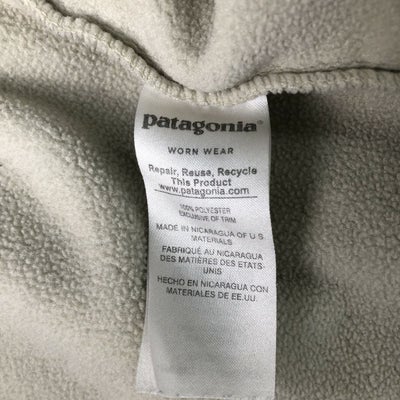 patagonia®
WORN WEAR
Repair, Reuse, Recycle
This Product
www.patagonia.com
100% POLYESTER
EXCLUSIVE OF TRIM
MADE IN NICARAGUA OF U.S.
MATERIALS
FABRIQUÉ AU NICARAGUA
DES MATIÈRES DES ETATS-
UNIS
HECHO EN NICARAGUA CON
MATERIALES DE EE.UU.